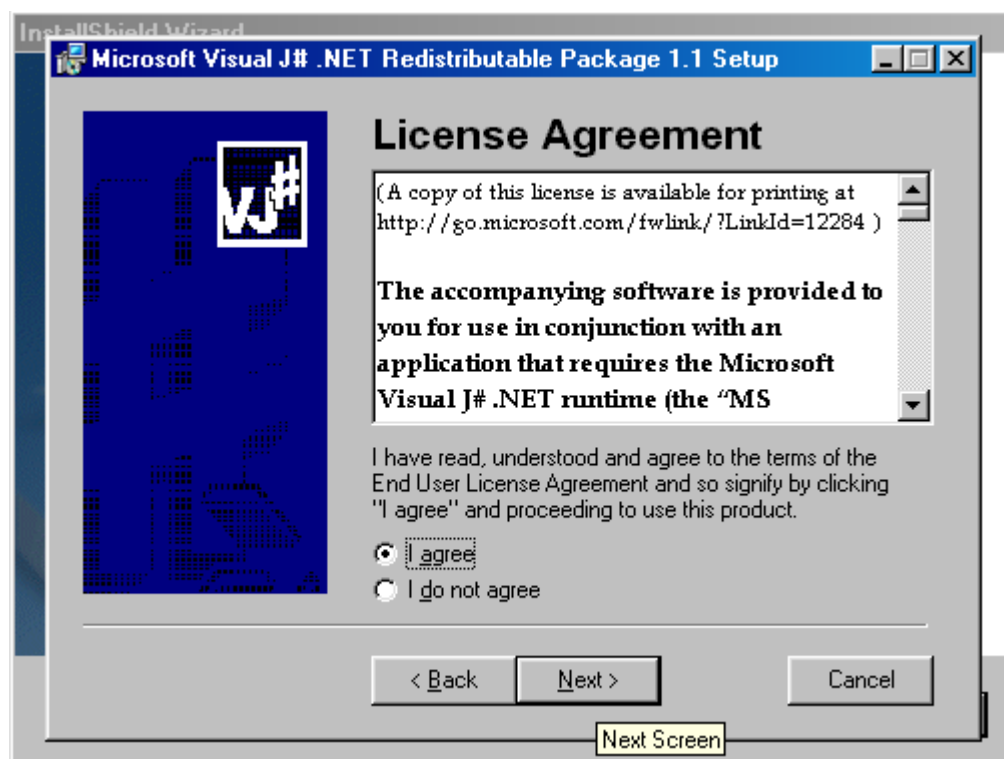 InstallShield Wizard
Microsoft Visual J# .NET Redistributable Package 1.1 Setup
VJ#
License Agreement
(A copy of this license is available for printing at
http://go.microsoft.com/fwlink/?LinkId=12284 )
The accompanying software is provided to
you for use in conjunction with an
application that requires the Microsoft
Visual J# .NET runtime (the “MS
I have read, understood and agree to the terms of the
End User License Agreement and so signify by clicking
"I agree" and proceeding to use this product.
I agree
I do not agree
< Back
Next >
Cancel
Next Screen